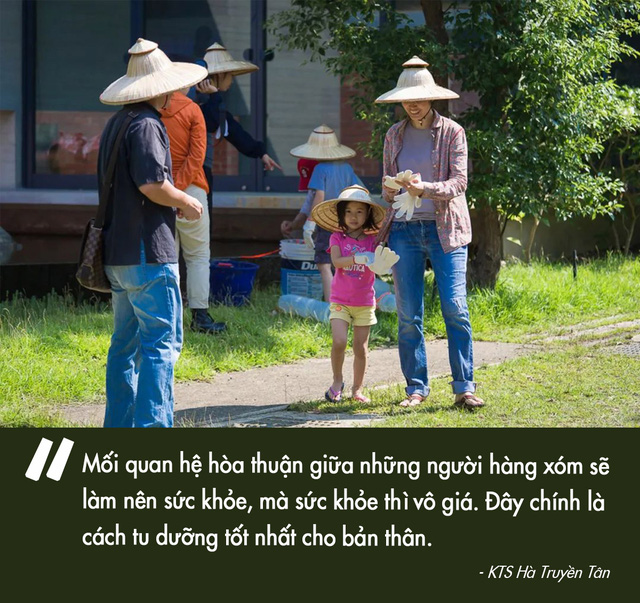 Mối quan hệ hòa thuận giữa những người hàng xóm sẽ
làm nên sức khỏe, mà sức khỏe thì vô giá. Đây chính là
cách tu dưỡng tốt nhất cho bản thân.
- KTS Hà Truyền Tân